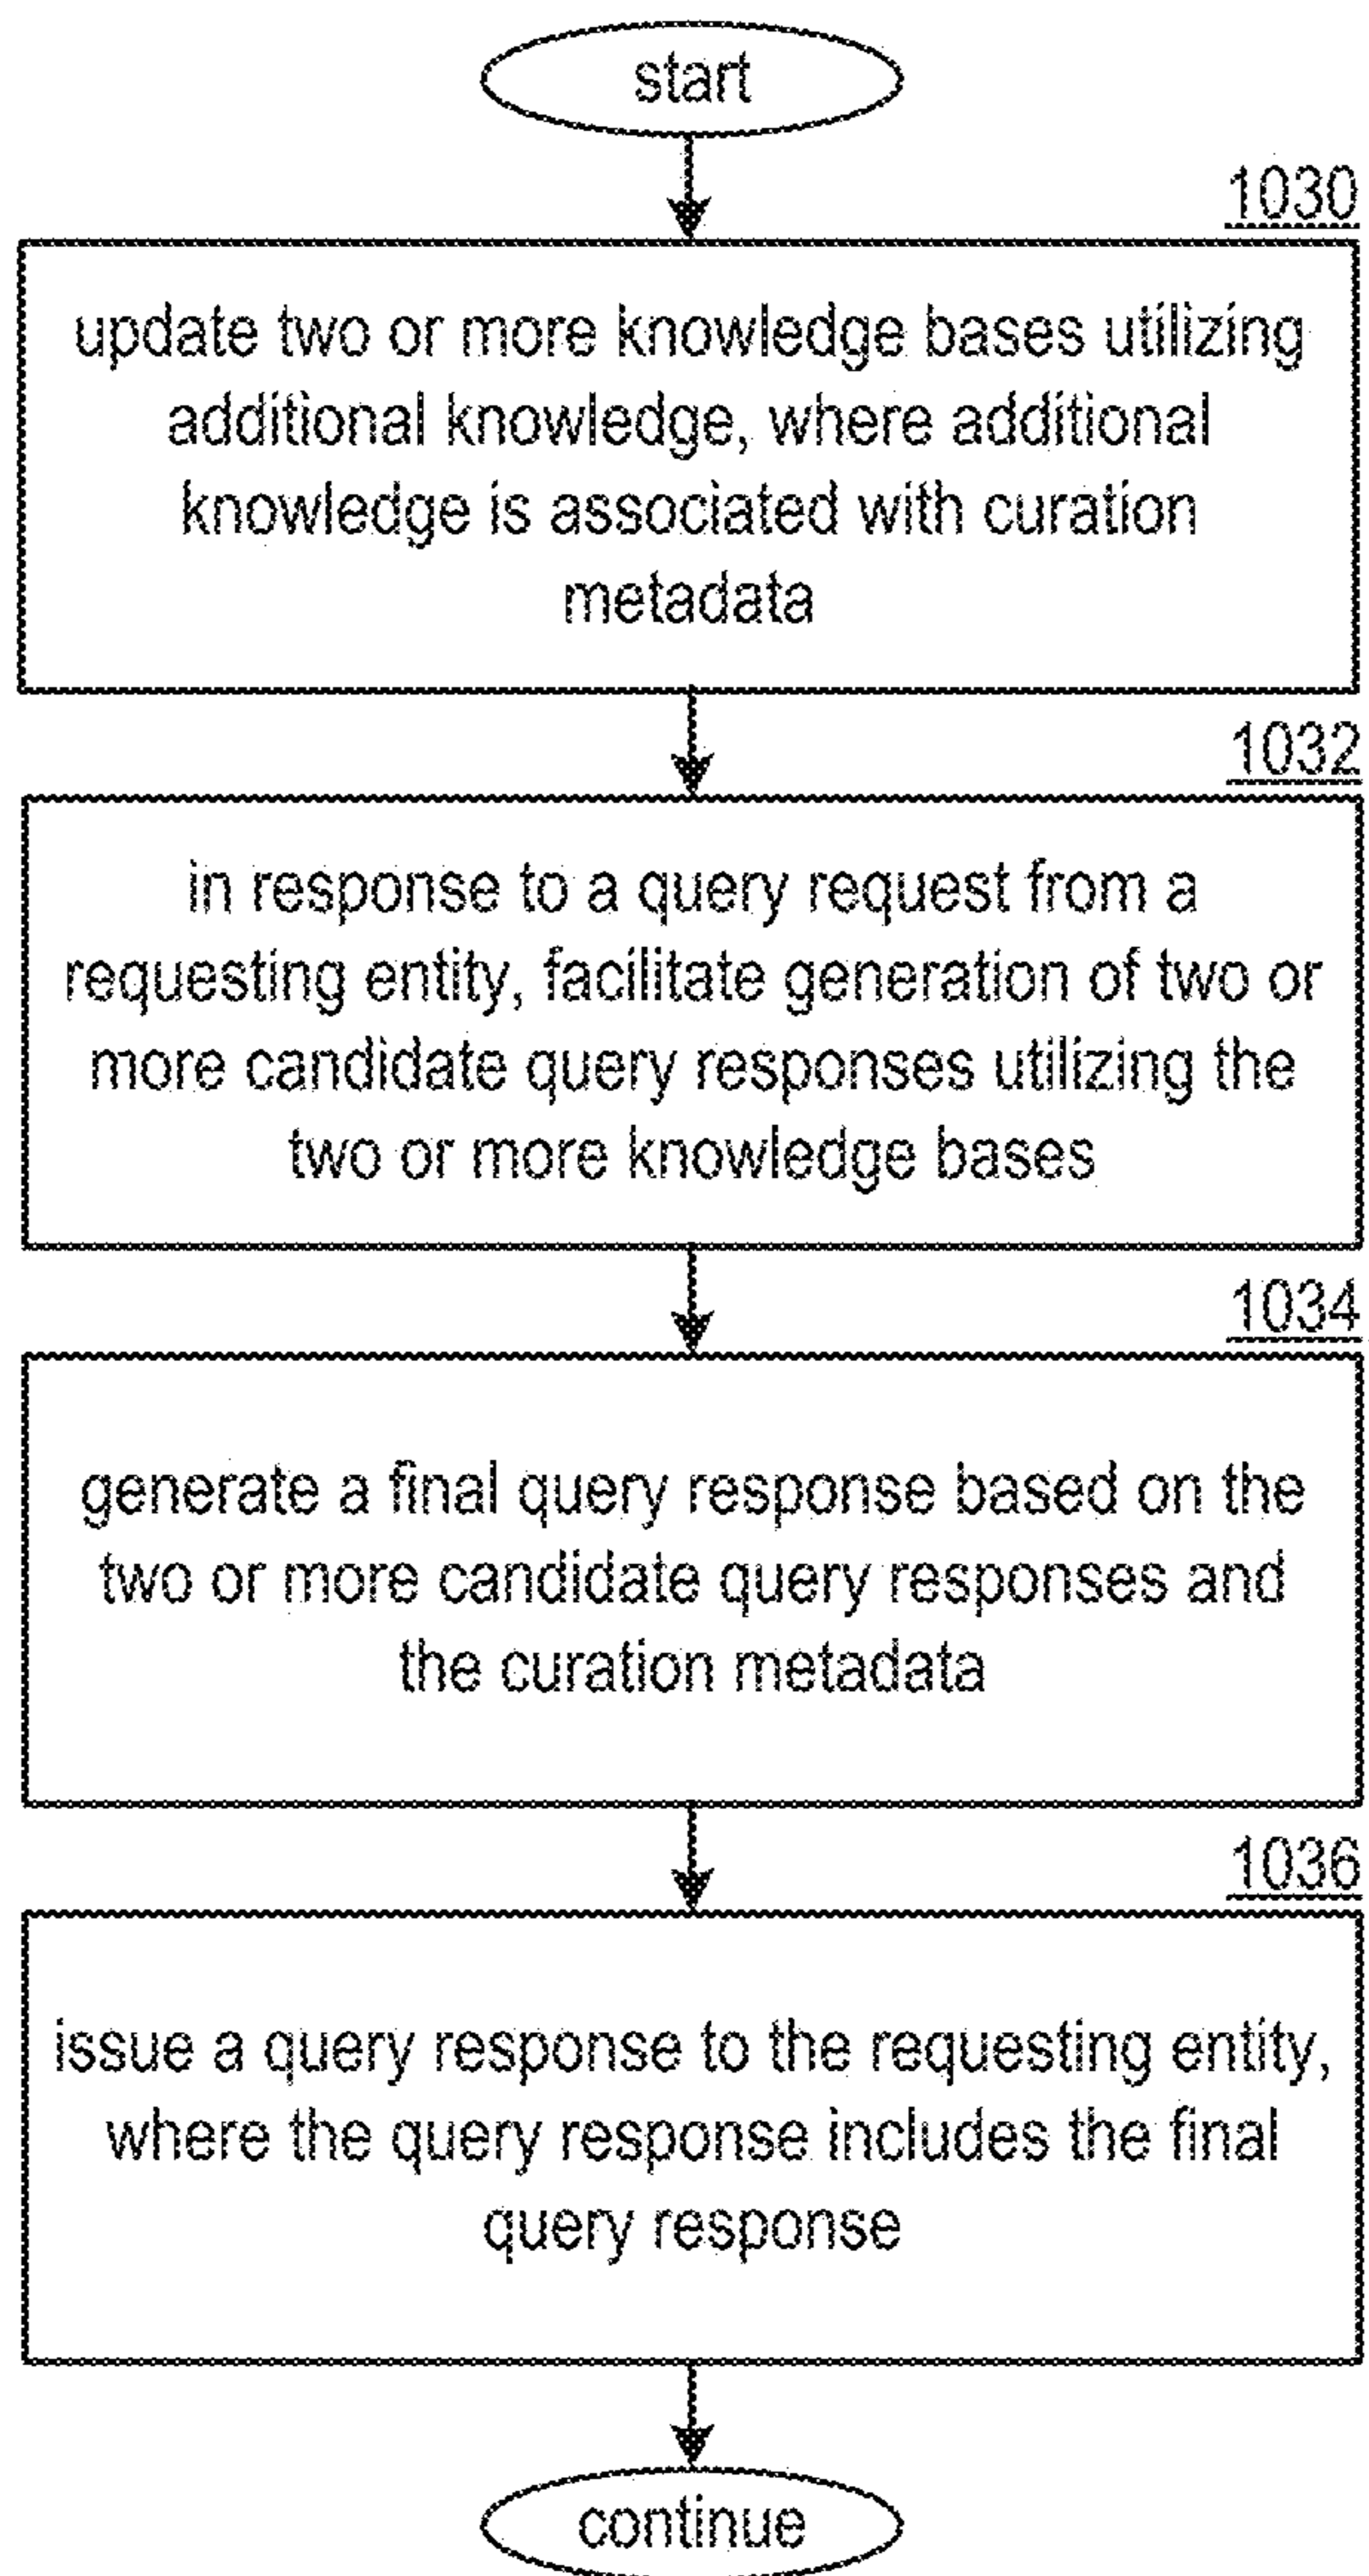 start
1030
update two or more knowledge bases utilizing
additional knowledge, where additional
knowledge is associated with curation
metadata
1032
in response to a query request from a
requesting entity, facilitate generation of two or
more candidate query responses utilizing the
two or more knowledge bases
1034
generate a final query response based on the
two or more candidate query responses and
the curation metadata
1036
issue a query response to the requesting entity,
where the query response includes the final
query response
continue